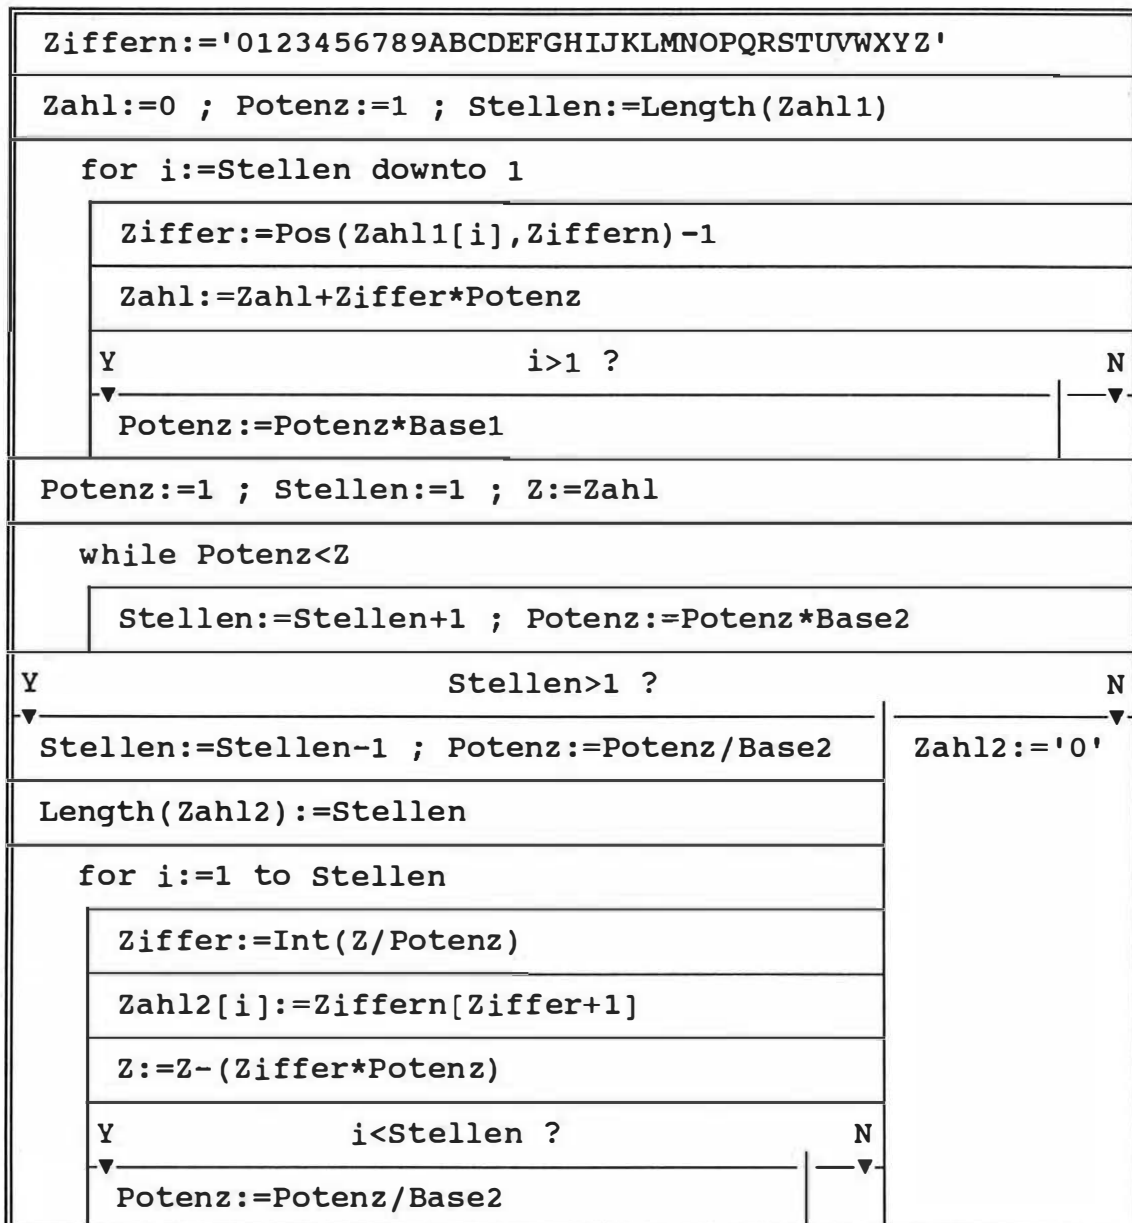 Ziffern:='0123456789ABCDEFGHIJKLMNOPQRSTUVWXYZ'
Zahl:=0 ; Potenz:=1 ; Stellen:=Length(Zahl1)
for i:=Stellen downto 1
Ziffer:=Pos(Zahl1[i],Ziffern)-1
Zahl:=Zahl+Ziffer*Potenz
Y i>1 ? N
Potenz:=Potenz*Base1
Potenz:=1 ; Stellen:=1 ; Z:=Zahl
while Potenz<Z
Stellen:=Stellen+1 ; Potenz:=Potenz*Base2
Y Stellen>1 ? N
Stellen:=Stellen-1 ; Potenz:=Potenz/Base2 Zahl2:='0'
Length(Zahl2):=Stellen
for i:=1 to Stellen
Ziffer:=Int(Z/Potenz)
Zahl2[i]:=Ziffern[Ziffer+1]
Z:=Z-(Ziffer*Potenz)
Y i<Stellen ? N
Potenz:=Potenz/Base2